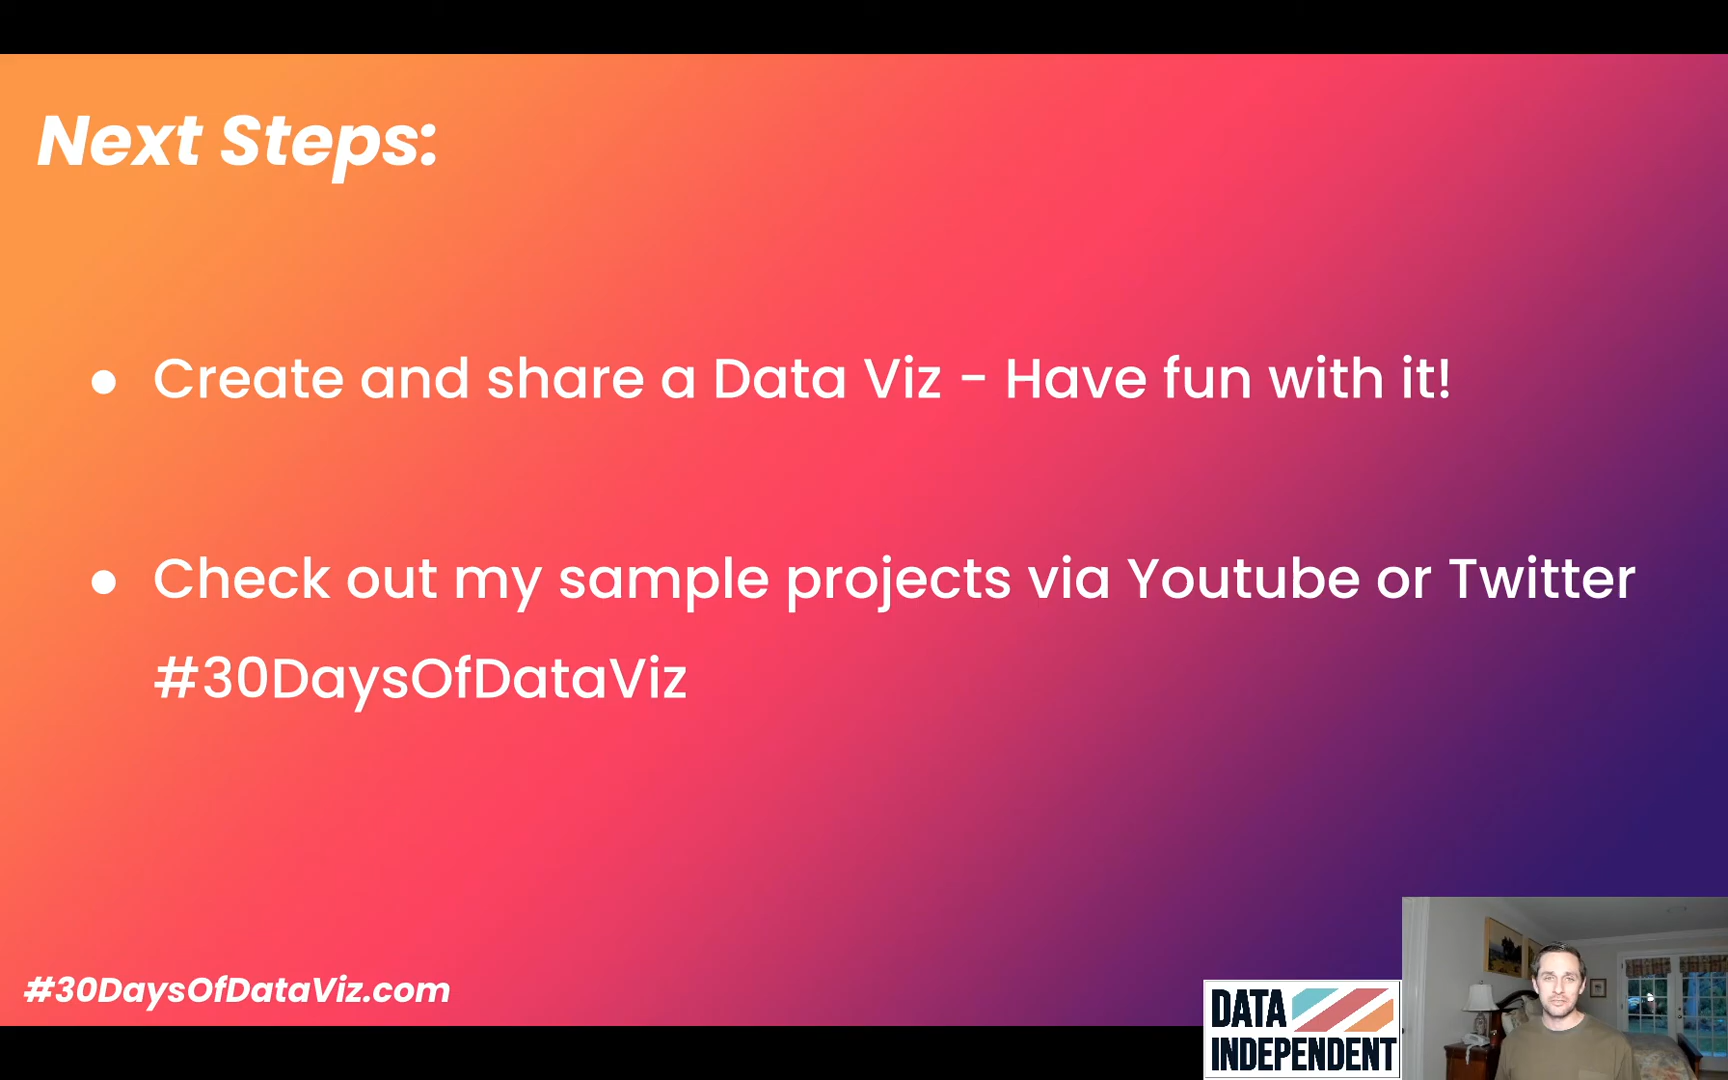 Next Steps:
● Create and share a Data Viz - Have fun with it!
● Check out my sample projects via Youtube or Twitter
#30DaysOfDataViz
#30DaysOfDataViz.com
DATA
INDEPENDENT